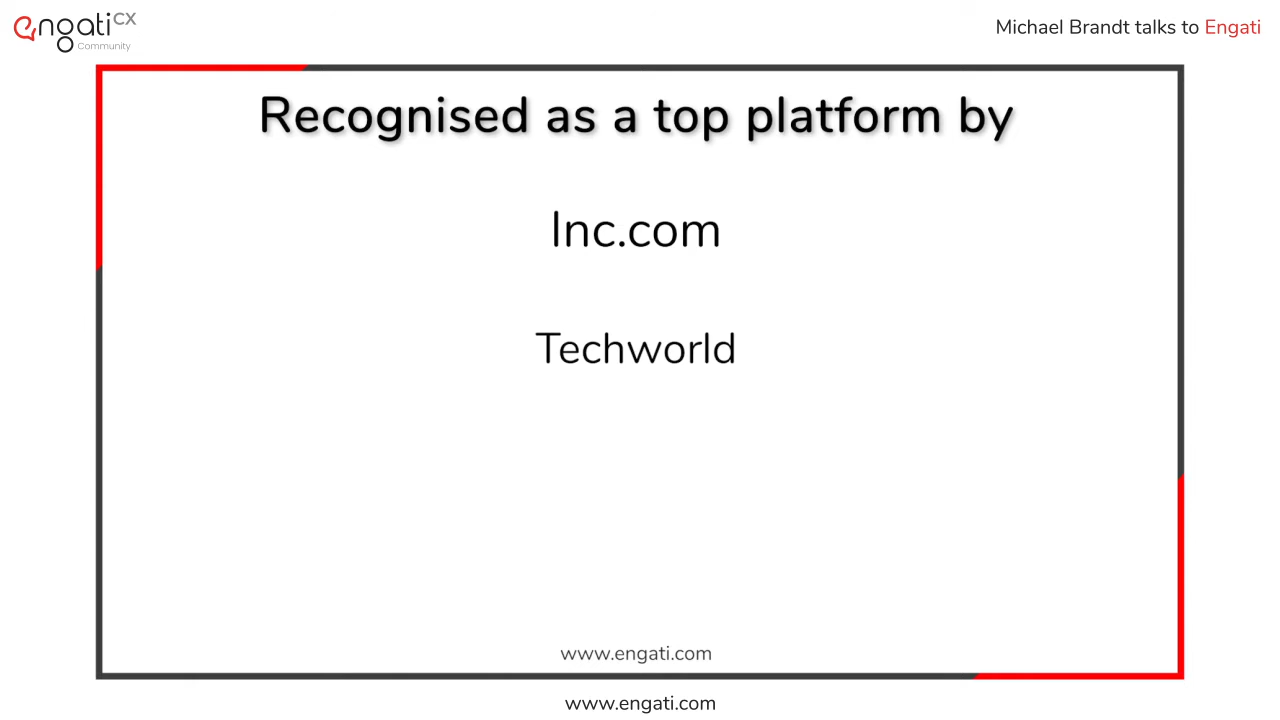 engati CX
Community
Michael Brandt talks to Engati
Recognised as a top platform by
Inc.com
Techworld
www.engati.com
www.engati.com